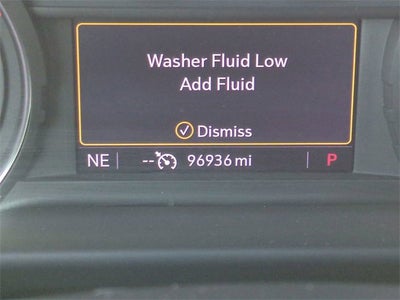 Washer Fluid Low
Add Fluid
Dismiss
NE -- 96936 mi P